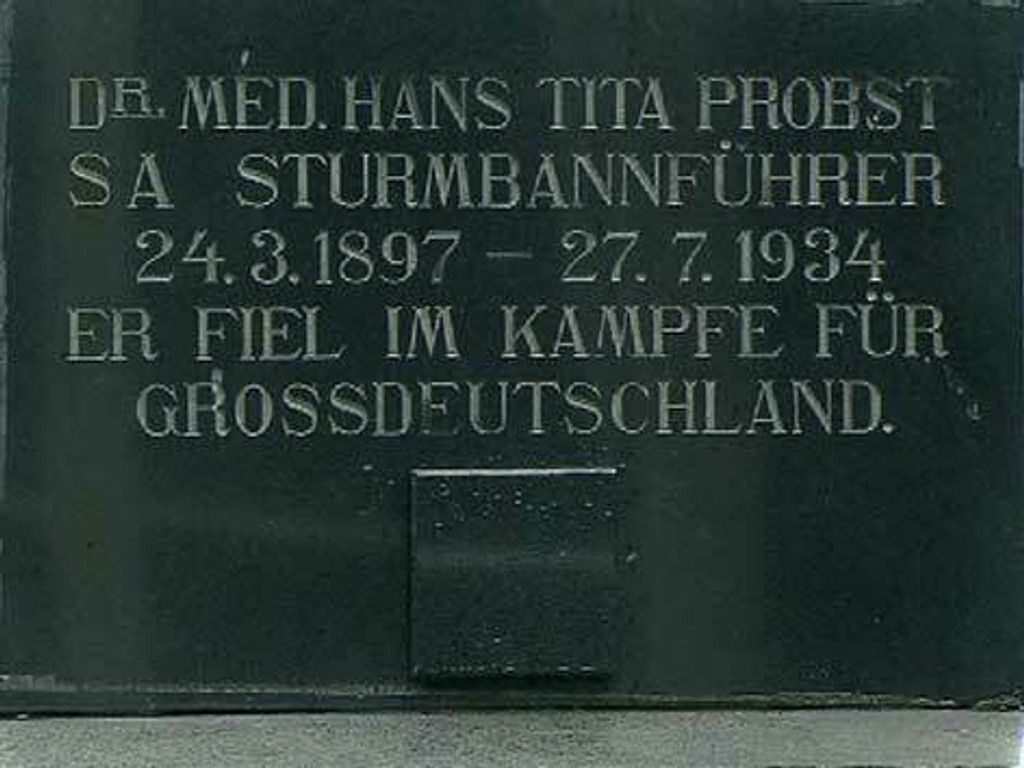 DR. MED. HANS TITA PROBST
SA STURMBANNFÜHRER
24.3.1897 – 27.7.1934
ER FIEL IM KAMPFE FÜR
GROSSDEUTSCHLAND.